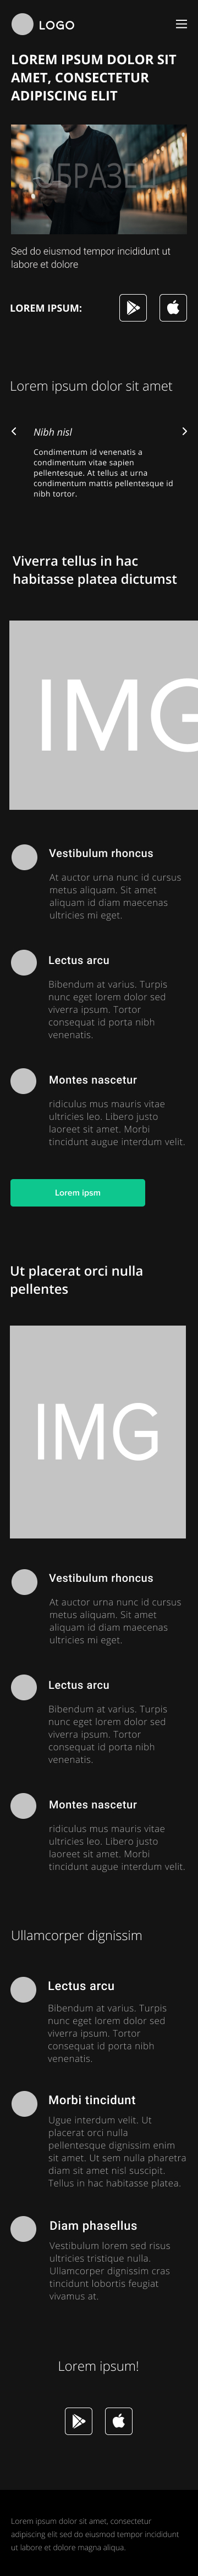 LOGO
LOREM IPSUM DOLOR SIT
AMET, CONSECTETUR
ADIPISCING ELIT
ОБРАЗЕЦ
Sed do eiusmod tempor incididunt ut
labore et dolore
LOREM IPSUM:
Lorem ipsum dolor sit amet
Nibh nisl
Condimentum id venenatis a
condimentum vitae sapien
pellentesque. At tellus at urna
condimentum mattis pellentesque id
nibh tortor.
Viverra tellus in hac
habitasse platea dictumst
IMG
Vestibulum rhoncus
At auctor urna nunc id cursus
metus aliquam. Sit amet
aliquam id diam maecenas
ultricies mi eget.
Lectus arcu
Bibendum at varius. Turpis
nunc eget lorem dolor sed
viverra ipsum. Tortor
consequat id porta nibh
venenatis.
Montes nascetur
ridiculus mus mauris vitae
ultricies leo. Libero justo
laoreet sit amet. Morbi
tincidunt augue interdum velit.
Lorem ipsm
Ut placerat orci nulla
pellentes
IMG
Vestibulum rhoncus
At auctor urna nunc id cursus
metus aliquam. Sit amet
aliquam id diam maecenas
ultricies mi eget.
Lectus arcu
Bibendum at varius. Turpis
nunc eget lorem dolor sed
viverra ipsum. Tortor
consequat id porta nibh
venenatis.
Montes nascetur
ridiculus mus mauris vitae
ultricies leo. Libero justo
laoreet sit amet. Morbi
tincidunt augue interdum velit.
Ullamcorper dignissim
Lectus arcu
Bibendum at varius. Turpis
nunc eget lorem dolor sed
viverra ipsum. Tortor
consequat id porta nibh
venenatis.
Morbi tincidunt
Ugue interdum velit. Ut
placerat orci nulla
pellentesque dignissim enim
sit amet. Ut sem nulla pharetra
diam sit amet nisl suscipit.
Tellus in hac habitasse platea.
Diam phasellus
Vestibulum lorem sed risus
ultricies tristique nulla.
Ullamcorper dignissim cras
tincidunt lobortis feugiat
vivamus at.
Lorem ipsum!
Lorem ipsum dolor sit amet, consectetur
adipiscing elit sed do eiusmod tempor incididunt
ut labore et dolore magna aliqua.